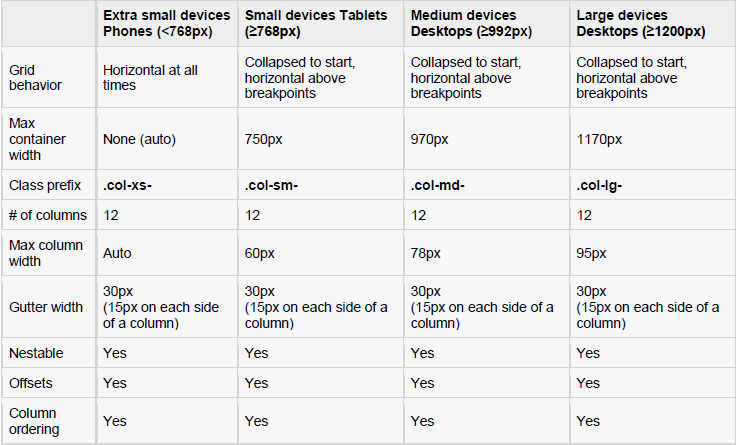 Extra small devices Small devices Tablets Medium devices Large devices
Phones (<768px) (≥768px) Desktops (≥992px) Desktops (≥1200px)
Grid behavior
Horizontal at all
times
Collapsed to start,
horizontal above
breakpoints
Collapsed to start,
horizontal above
breakpoints
Collapsed to start,
horizontal above
breakpoints
Max
container
width
None (auto) 750px 970px 1170px
Class prefix .col-xs- .col-sm- .col-md- .col-lg-
# of columns 12 12 12 12
Max column
width
Auto 60px 78px 95px
Gutter width
30px
(15px on each side
of a column)
30px
(15px on each side of a
column)
30px
(15px on each side of a
column)
30px
(15px on each side of a
column)
Nestable Yes Yes Yes Yes
Offsets Yes Yes Yes Yes
Column
ordering
Yes Yes Yes Yes